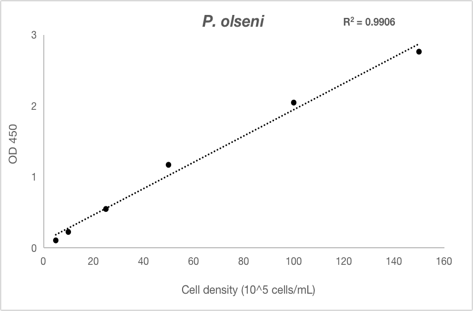 P. olseni
R² = 0.9906
3
2
1
0
OD 450
0 20 40 60 80 100 120 140 160
Cell density (10^5 cells/mL)